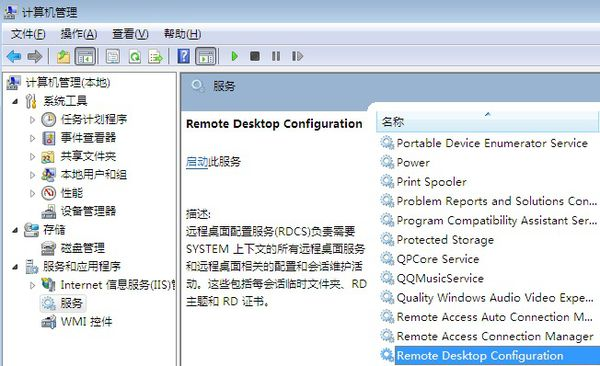 计算机管理
文件(F) 操作(A) 查看(V) 帮助(H)
计算机管理(本地)
系统工具
任务计划程序
事件查看器
共享文件夹
本地用户和组
性能
设备管理器
存储
磁盘管理
服务和应用程序
Internet 信息服务(IIS)管
服务
WMI 控件
服务
Remote Desktop Configuration
启动此服务
描述:
远程桌面配置服务(RDCS)负责需要
SYSTEM 上下文的所有远程桌面服务
和远程桌面相关的配置和会话维护活
动。这些包括每会话临时文件夹、RD
主题和 RD 证书。
名称
Portable Device Enumerator Service
Power
Print Spooler
Problem Reports and Solutions Con...
Program Compatibility Assistant Ser...
Protected Storage
QPCore Service
QQMusicService
Quality Windows Audio Video Expe...
Remote Access Auto Connection M...
Remote Access Connection Manager
Remote Desktop Configuration